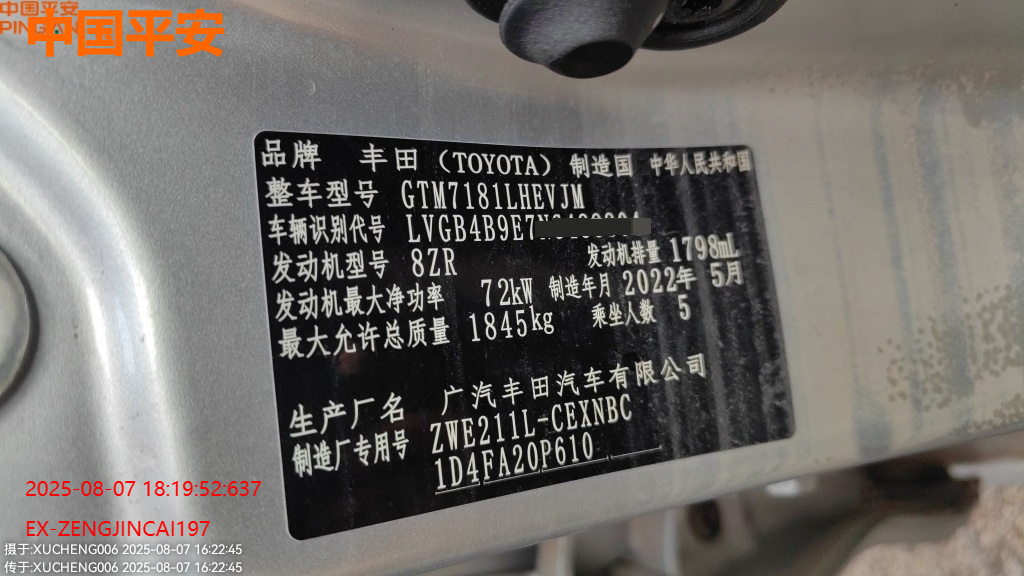 中国平安
PING AN
中国平安
品牌 丰田（TOYOTA） 制造国 中华人民共和国
整车型号 GTM7181LHEVJM
车辆识别代号 LVGB4B9E7
发动机型号 8ZR 发动机排量 1798mL
发动机最大净功率 72kW 制造年月 2022年 5月
最大允许总质量 1845kg 乘坐人数 5
生产厂名 广汽丰田汽车有限公司
制造厂专用号 ZWE211L-CEXNBC
1D4FA20P610
2025-08-07 18:19:52:637
EX-ZENGJINCAI197
摄于:XUCHENG006 2025-08-07 16:22:45
传于:XUCHENG006 2025-08-07 16:22:45